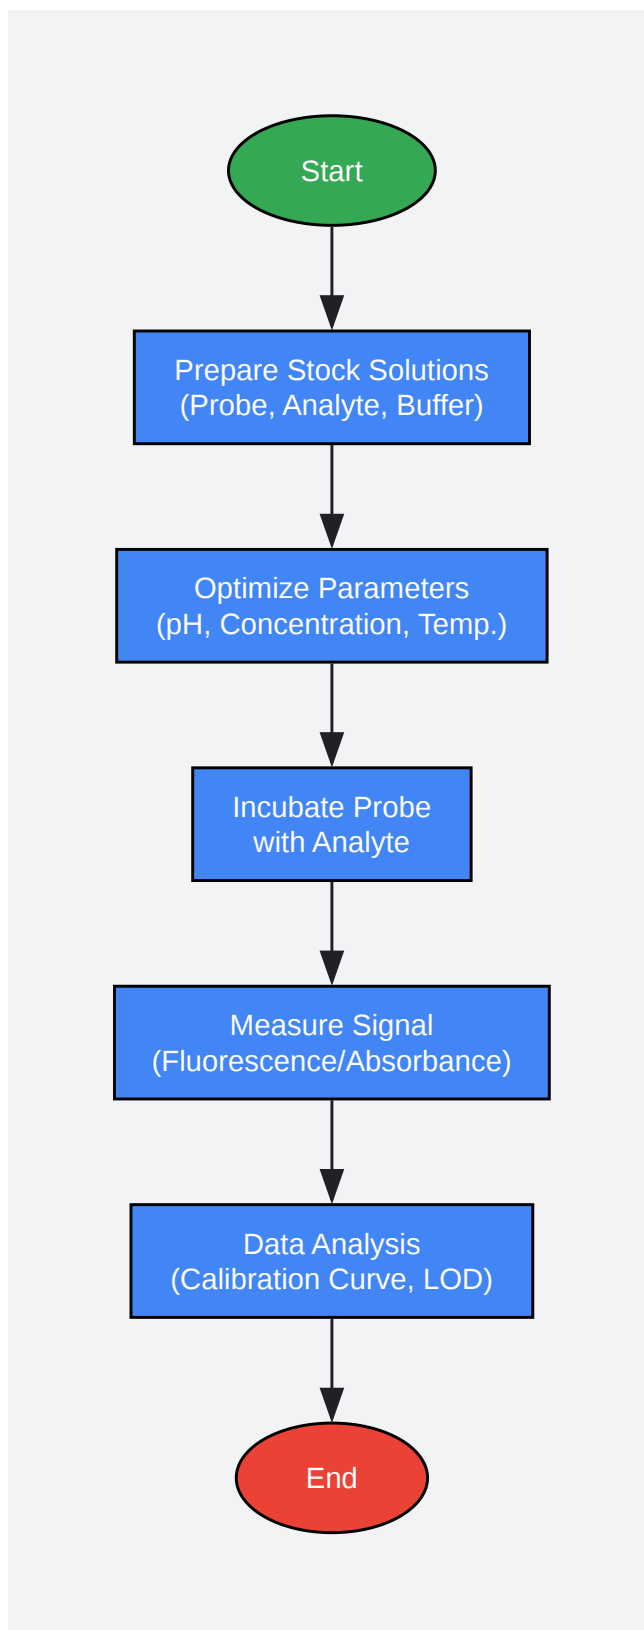 Start
Prepare Stock Solutions
(Probe, Analyte, Buffer)
Optimize Parameters
(pH, Concentration, Temp.)
Incubate Probe
with Analyte
Measure Signal
(Fluorescence/Absorbance)
Data Analysis
(Calibration Curve, LOD)
End